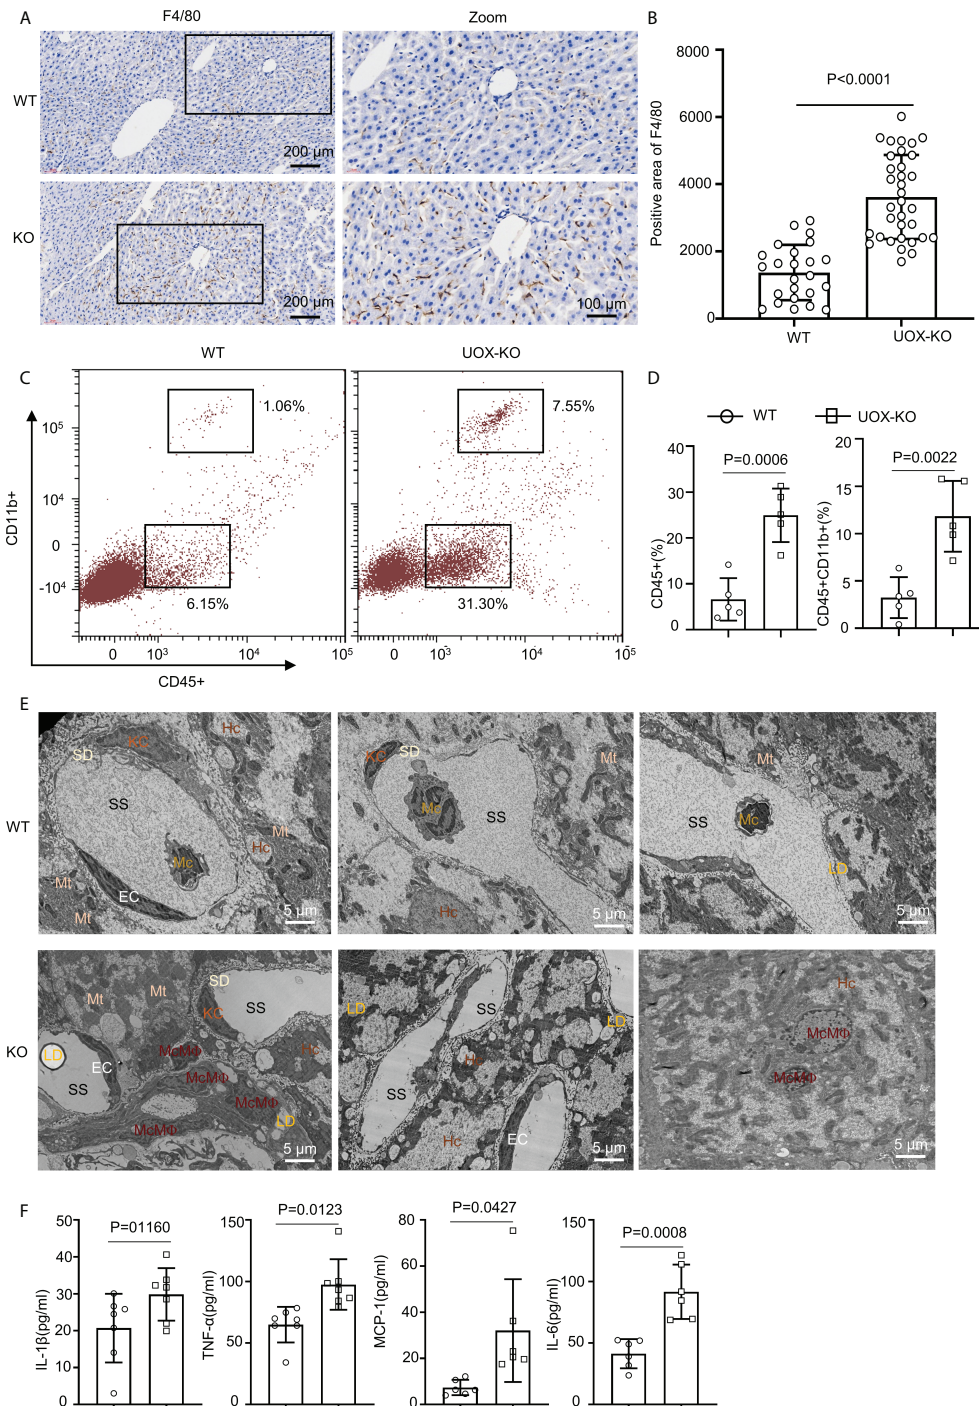 A
F4/80
Zoom
WT
200 µm
KO
200 µm
100 µm
B
Positive area of F4/80
8000
6000
4000
2000
0
P<0.0001
WT
UOX-KO
C
WT
UOX-KO
CD11b+
10⁵
10⁴
0
-10⁴
1.06%
6.15%
7.55%
31.30%
0 10³ 10⁴ 10⁵
0 10³ 10⁴ 10⁵
CD45+
D
WT
UOX-KO
CD45+(%)
40
30
20
10
0
P=0.0006
CD45+CD11b+(%)
20
15
10
5
0
P=0.0022
E
WT
SD
KC
Hc
SS
Mt
Hc
Mc
Mt
EC
Mt
5 µm
KC
SD
Mt
Mc
SS
Hc
5 µm
Mt
SS
Mc
LD
5 µm
KO
Mt
Mt
SD
KC
SS
LD
EC
McMΦ
Hc
SS
McMΦ
McMΦ
McMΦ
LD
5 µm
LD
SS
LD
Hc
SS
Hc
EC
5 µm
Hc
McMΦ
McMΦ
5 µm
F
IL-1β(pg/ml)
50
40
30
20
10
0
P=01160
TNF-α(pg/ml)
150
100
50
0
P=0.0123
MCP-1(pg/ml)
80
60
40
20
0
P=0.0427
IL-6(pg/ml)
150
100
50
0
P=0.0008